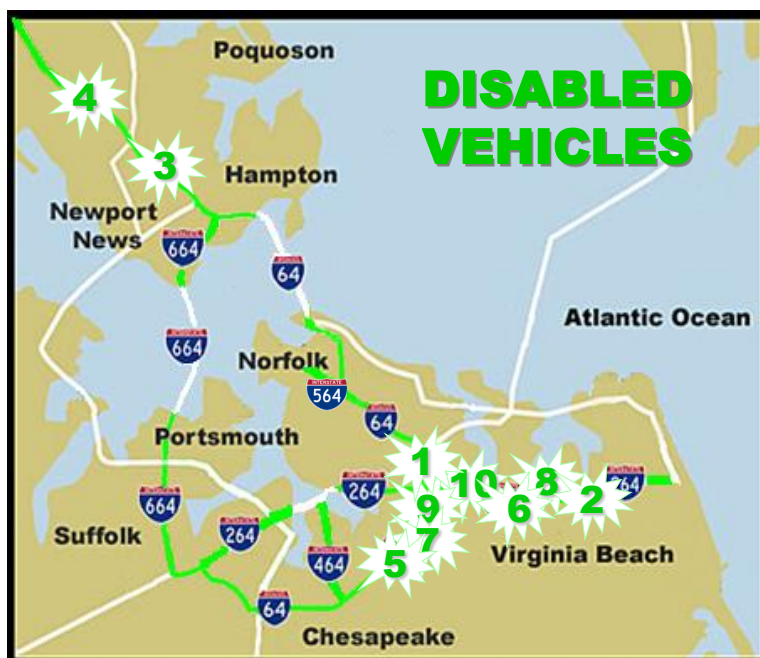 Poquoson
DISABLED
VEHICLES
4
3
Hampton
Newport
News
664
64
Atlantic Ocean
664
Norfolk
INTERSTATE
564
64
Portsmouth
1
264
10
8
264
2
664
9
6
Suffolk
264
7
Virginia Beach
5
464
64
Chesapeake